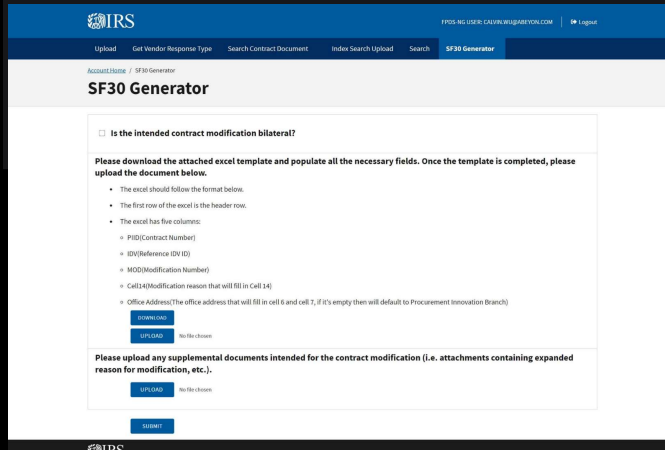 IRS
FPDS-NG USER: CALVIN.WU@ABEYON.COM Logout
Upload Get Vendor Response Type Search Contract Document Index Search Upload Search SF30 Generator
Account Home / SF30 Generator
SF30 Generator
Is the intended contract modification bilateral?
Please download the attached excel template and populate all the necessary fields. Once the template is completed, please
upload the document below.
• The excel should follow the format below.
• The first row of the excel is the header row.
• The excel has five columns:
PIID(Contract Number)
IDV(Reference IDV ID)
MOD(Modification Number)
Cell14(Modification reason that will fill in Cell 14)
Office Address(The office address that will fill in cell 6 and cell 7, if it's empty then will default to Procurement Innovation Branch)
DOWNLOAD
UPLOAD No file chosen
Please upload any supplemental documents intended for the contract modification (i.e. attachments containing expanded
reason for modification, etc.).
UPLOAD No file chosen
SUBMIT
IRS